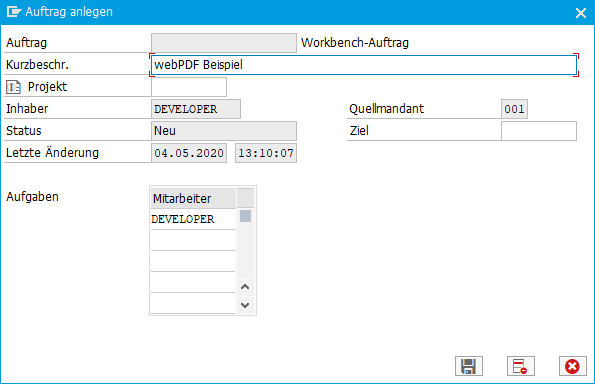 Auftrag anlegen
Auftrag Workbench-Auftrag
Kurzbeschr. webPDF Beispiel
Projekt
Inhaber DEVELOPER Quellmandant 001
Status Neu Ziel
Letzte Änderung 04.05.2020 13:10:07
Aufgaben Mitarbeiter
DEVELOPER